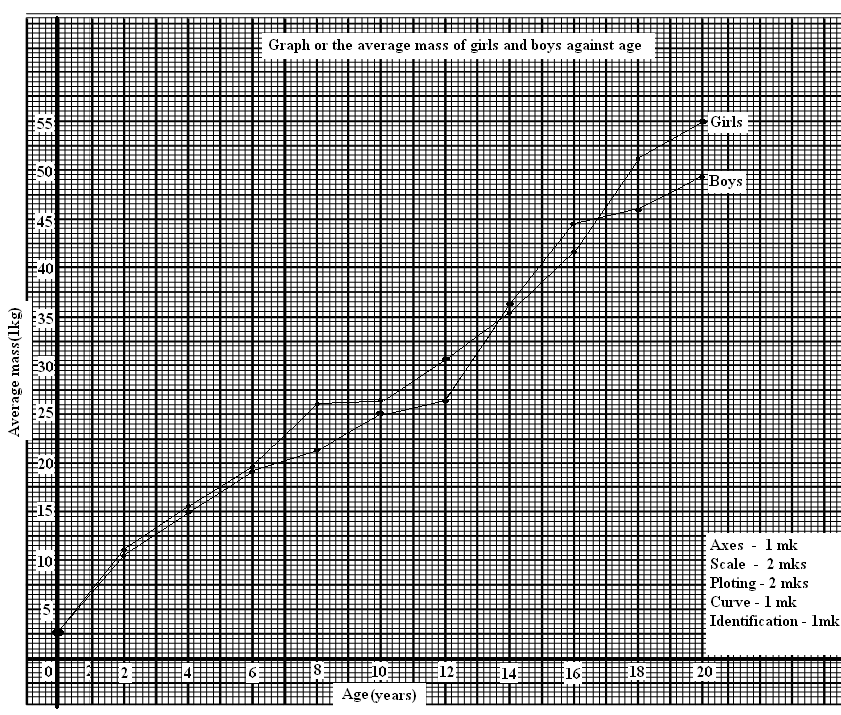 Graph or the average mass of girls and boys against age
55
Girls
50
Boys
45
40
35
30
25
20
15
10
5
Average mass(1kg)
Axes - 1 mk
Scale - 2 mks
Ploting - 2 mks
Curve - 1 mk
Identification - 1mk
0 2 4 6 8 10 12 14 16 18 20
Age(years)